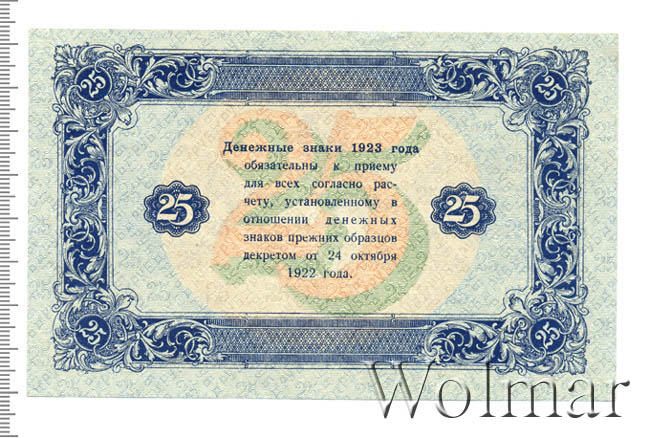 25 25
Денежные знаки 1923 года
обязательны к приему
для всех согласно рас-
чету, установленному в
отношении денежных
знаков прежних образцов
декретом от 24 октября
1922 года.
25 25 25
25 25
Wolmar